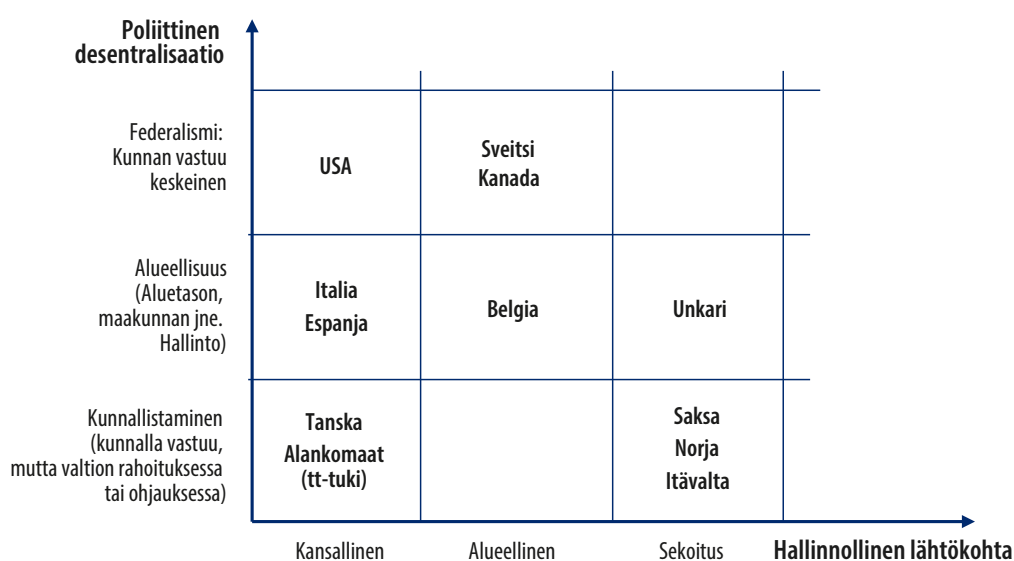 Poliittinen
desentralisaatio
Federalismi:
Kunnan vastuu
keskeinen
USA
Sveitsi
Kanada
Alueellisuus
(Aluetason,
maakunnan jne.
Hallinto)
Italia
Espanja
Belgia
Unkari
Kunnallistaminen
(kunnalla vastuu,
mutta valtion rahoituksessa
tai ohjauksessa)
Tanska
Alankomaat
(tt-tuki)
Saksa
Norja
Itävalta
Kansallinen
Alueellinen
Sekoitus
Hallinnollinen lähtökohta